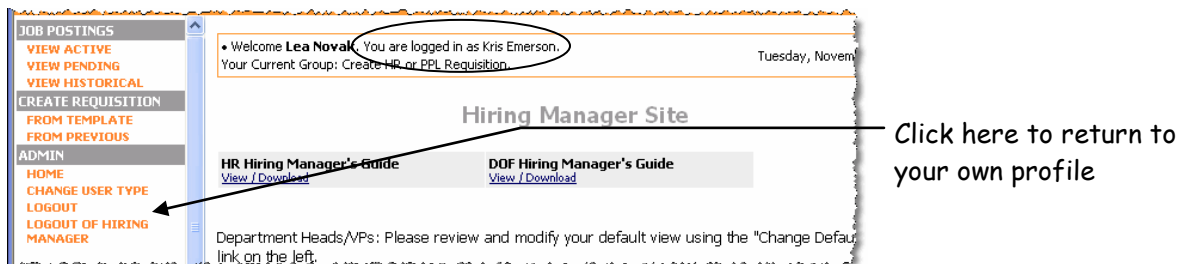 JOB POSTINGS
VIEW ACTIVE
VIEW PENDING
VIEW HISTORICAL
CREATE REQUISITION
FROM TEMPLATE
FROM PREVIOUS
ADMIN
HOME
CHANGE USER TYPE
LOGOUT
LOGOUT OF HIRING
MANAGER
• Welcome Lea Novak. You are logged in as Kris Emerson.
Your Current Group: Create HR or PPL Requisition.
Tuesday, Novem
Hiring Manager Site
HR Hiring Manager's Guide
View / Download
DOF Hiring Manager's Guide
View / Download
Department Heads/VPs: Please review and modify your default view using the "Change Defau
link on the left.
Click here to return to
your own profile